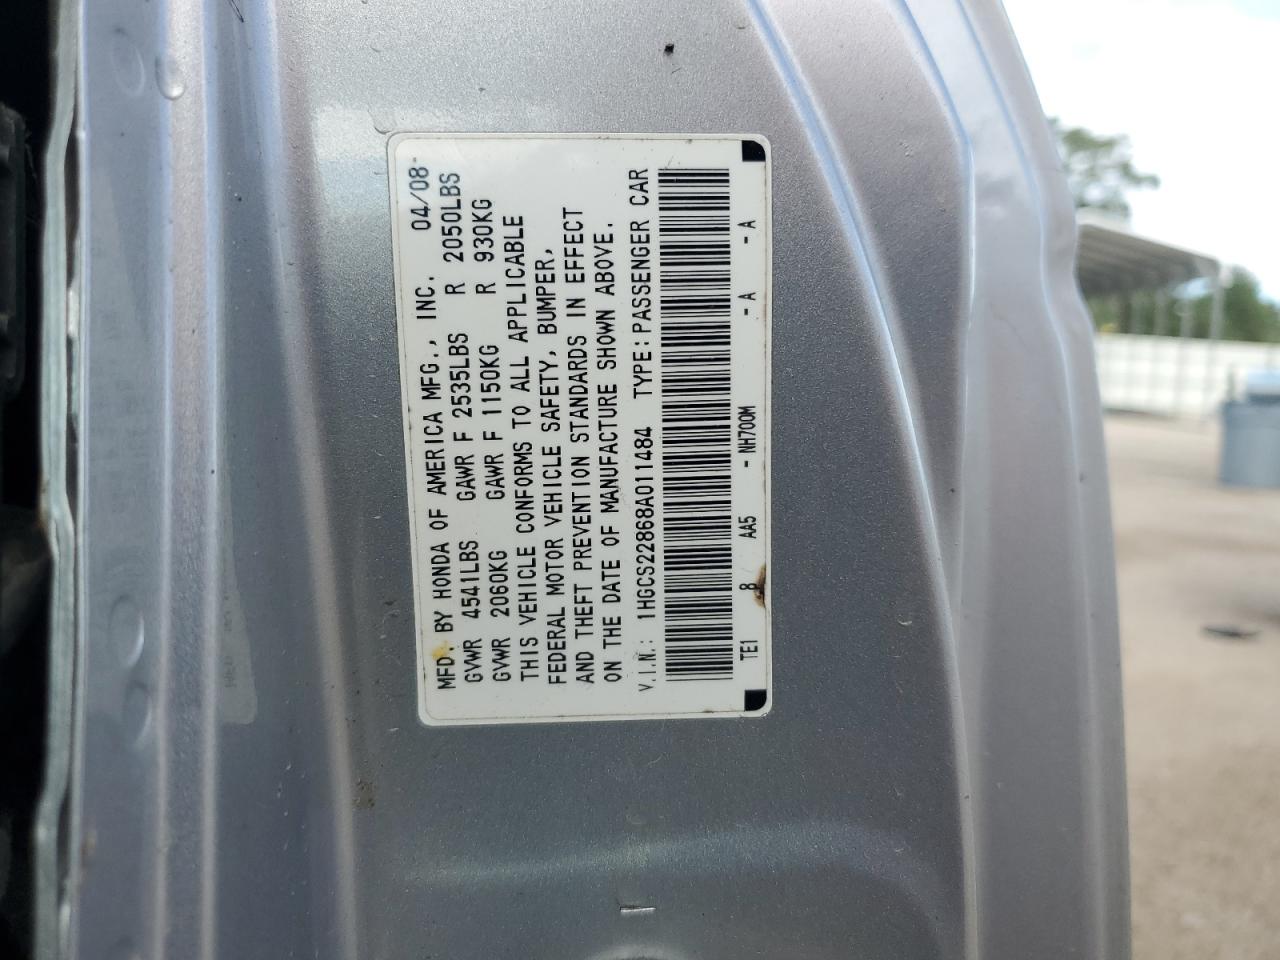 MFD. BY HONDA OF AMERICA MFG., INC. 04/08
GVWR 4541LBS GAWR F 2535LBS R 2050LBS
GVWR 2060KG GAWR F 1150KG R 930KG
THIS VEHICLE CONFORMS TO ALL APPLICABLE
FEDERAL MOTOR VEHICLE SAFETY, BUMPER,
AND THEFT PREVENTION STANDARDS IN EFFECT
ON THE DATE OF MANUFACTURE SHOWN ABOVE.
V.I.N.: 1HGCS22868A011484 TYPE: PASSENGER CAR
TE1 8 AA5 - NH700M - A - A